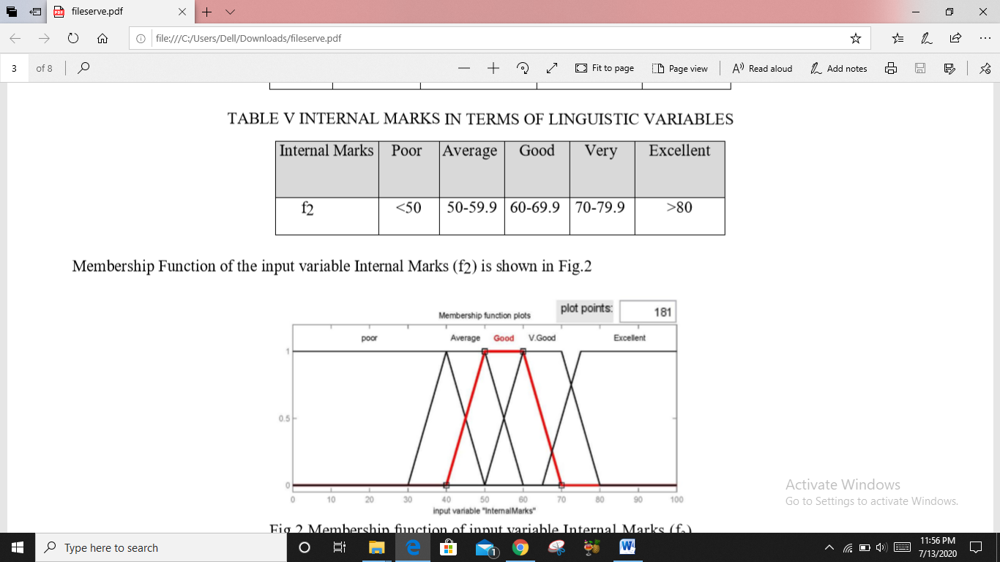 fileserve.pdf
file:///C:/Users/Dell/Downloads/fileserve.pdf
3 of 8 Fit to page Page view Read aloud Add notes
TABLE V INTERNAL MARKS IN TERMS OF LINGUISTIC VARIABLES
Internal Marks Poor Average Good Very Excellent
f2 <50 50-59.9 60-69.9 70-79.9 >80
Membership Function of the input variable Internal Marks (f2) is shown in Fig.2
plot points: 181
Membership function plots
poor Average Good V.Good Excellent
1
0.5
0
0 10 20 30 40 50 60 70 80 90 100
input variable "InternalMarks"
Fig.2 Membership function of input variable Internal Marks (f2)
Activate Windows
Go to Settings to activate Windows.
Type here to search
1
11:56 PM
7/13/2020